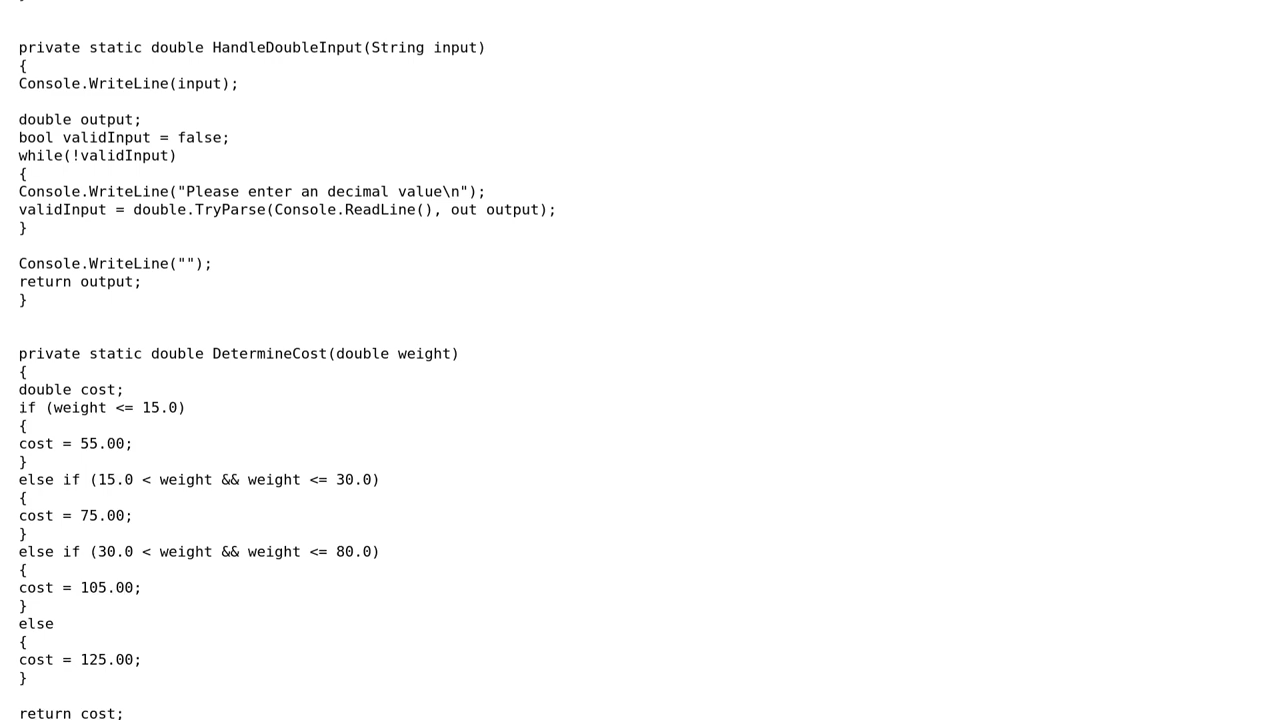 private static double HandleDoubleInput(String input)
{
Console.WriteLine(input);
double output;
bool validInput = false;
while(!validInput)
{
Console.WriteLine("Please enter an decimal value\n");
validInput = double.TryParse(Console.ReadLine(), out output);
}
Console.WriteLine("");
return output;
}
private static double DetermineCost(double weight)
{
double cost;
if (weight <= 15.0)
{
cost = 55.00;
}
else if (15.0 < weight && weight <= 30.0)
{
cost = 75.00;
}
else if (30.0 < weight && weight <= 80.0)
{
cost = 105.00;
}
else
{
cost = 125.00;
}
return cost;